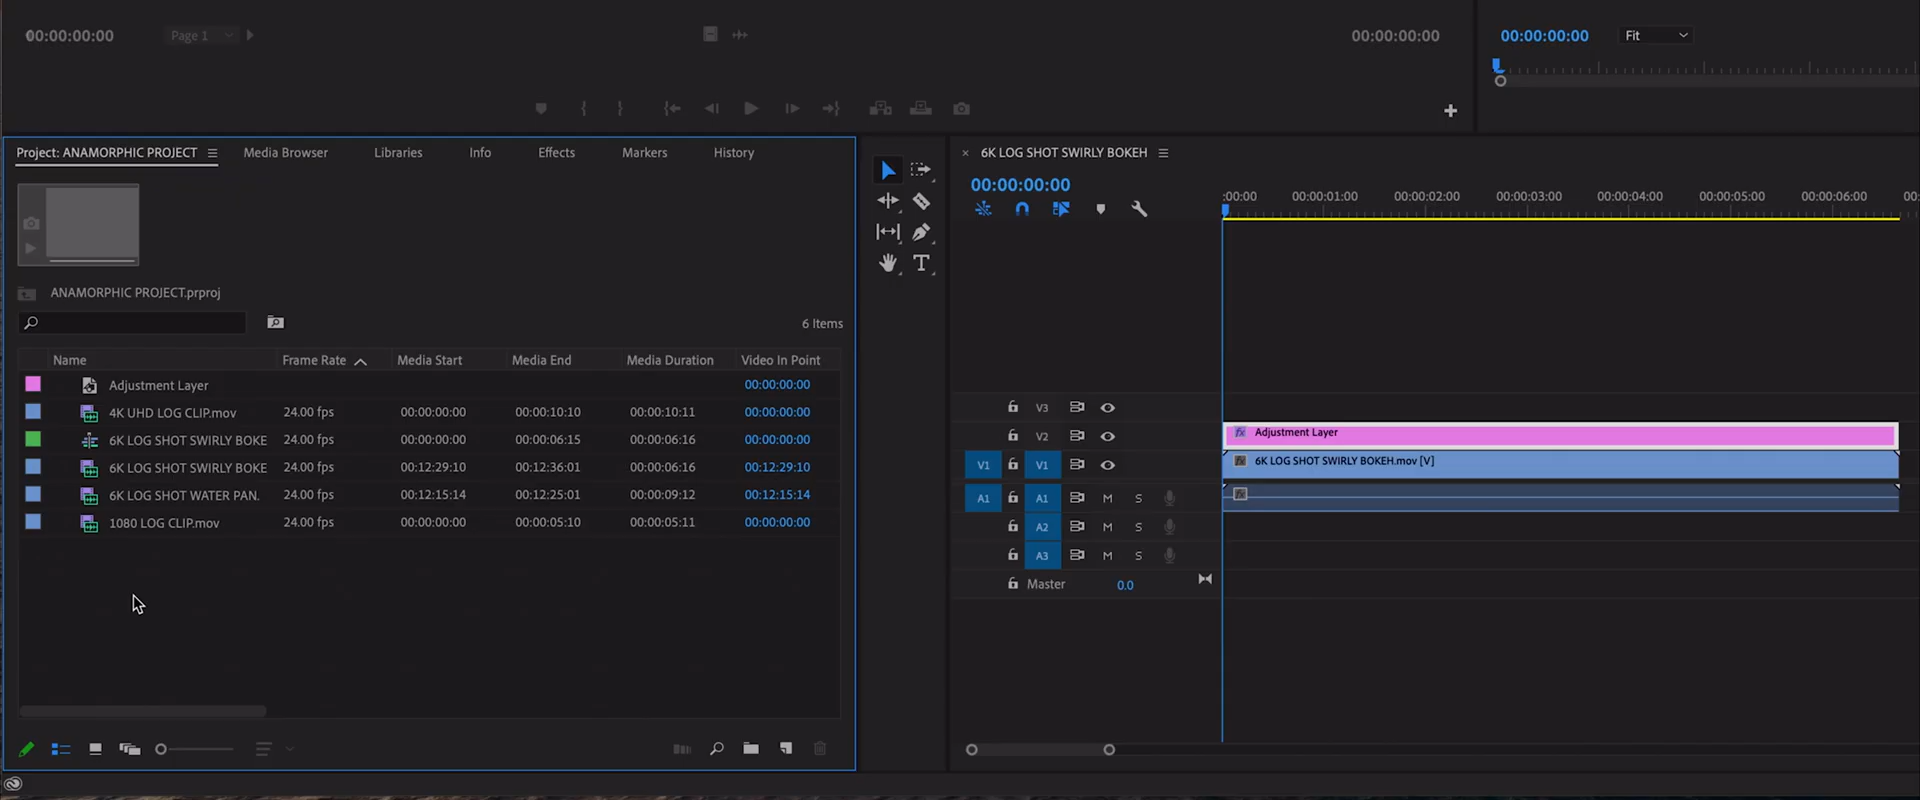 00:00:00:00 Page 1 00:00:00:00 00:00:00:00 Fit
Project: ANAMORPHIC PROJECT Media Browser Libraries Info Effects Markers History
ANAMORPHIC PROJECT.prproj
6 Items
Name Frame Rate Media Start Media End Media Duration Video In Point
Adjustment Layer 00:00:00:00
4K UHD LOG CLIP.mov 24.00 fps 00:00:00:00 00:00:10:10 00:00:10:11 00:00:00:00
6K LOG SHOT SWIRLY BOKE 24.00 fps 00:00:00:00 00:00:06:15 00:00:06:16 00:00:00:00
6K LOG SHOT SWIRLY BOKE 24.00 fps 00:12:29:10 00:12:36:01 00:00:06:16 00:12:29:10
6K LOG SHOT WATER PAN. 24.00 fps 00:12:15:14 00:12:25:01 00:00:09:12 00:12:15:14
1080 LOG CLIP.mov 24.00 fps 00:00:00:00 00:00:05:10 00:00:05:11 00:00:00:00
6K LOG SHOT SWIRLY BOKEH
00:00:00:00
:00:00 00:00:01:00 00:00:02:00 00:00:03:00 00:00:04:00 00:00:05:00 00:00:06:00 00:
V3
V2 Adjustment Layer
V1 V1 6K LOG SHOT SWIRLY BOKEH.mov [V]
A1 A1 M S
A2 M S
A3 M S
Master 0.0